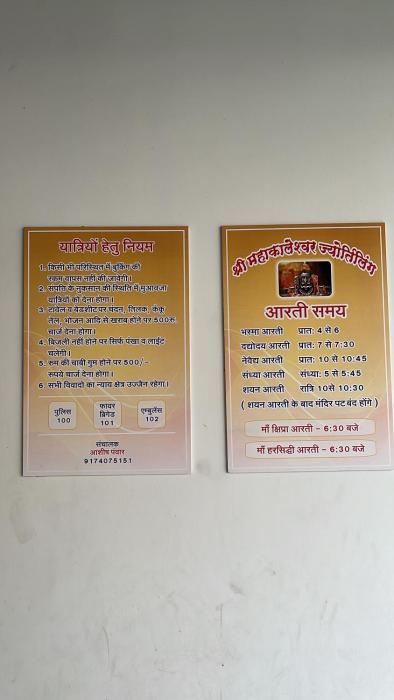 यात्रियों हेतु नियम
1. किसी भी परिस्थिति में बुकिंग की
रकम वापस नहीं की जावेगी।
2. संपत्ति के नुकसान की स्थिति में मुआवजा
यात्रियों को देना होगा।
3. टावेल व बेडशीट पर चंदन, तिलक, कंकू
तेल, भोजन आदि से खराब होने पर 500रु.
चार्ज देना होगा।
4. बिजली नहीं होने पर सिर्फ पंखा व लाईट
चलेगी।
5. रूम की चाबी गुम होने पर 500/-
रूपये चार्ज देना होगा।
6. सभी विवादों का न्याय क्षेत्र उज्जैन रहेगा।
पुलिस
100
फायर
ब्रिगेड
101
एम्बुलेंस
102
संचालक
आशीष पंवार
9174075151
श्री महाकालेश्वर ज्योतिर्लिंग
आरती समय
भस्मा आरती प्रात: 4 से 6
दद्योदय आरती प्रात: 7 से 7:30
नेवैद्य आरती प्रात: 10 से 10:45
संध्या आरती संध्या: 5 से 5:45
शयन आरती रात्रि 10से 10:30
( शयन आरती के बाद मंदिर पट बंद होंगे )
माँ क्षिप्रा आरती - 6:30 बजे
माँ हरसिद्धी आरती - 6:30 बजे